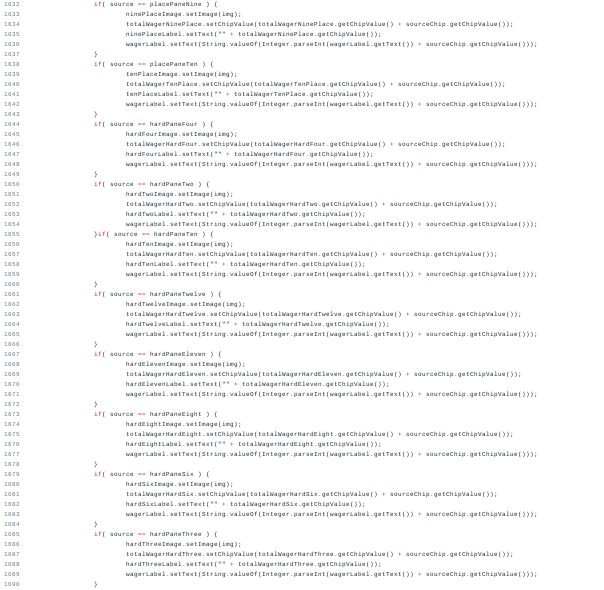 1632 if( source == placePaneNine ) {
1633 ninePlaceImage.setImage(img);
1634 totalWagerNinePlace.setChipValue(totalWagerNinePlace.getChipValue() + sourceChip.getChipValue());
1635 ninePlaceLabel.setText("" + totalWagerNinePlace.getChipValue());
1636 wagerLabel.setText(String.valueOf(Integer.parseInt(wagerLabel.getText()) + sourceChip.getChipValue()));
1637 }
1638 if( source == placePaneTen ) {
1639 tenPlaceImage.setImage(img);
1640 totalWagerTenPlace.setChipValue(totalWagerTenPlace.getChipValue() + sourceChip.getChipValue());
1641 tenPlaceLabel.setText("" + totalWagerTenPlace.getChipValue());
1642 wagerLabel.setText(String.valueOf(Integer.parseInt(wagerLabel.getText()) + sourceChip.getChipValue()));
1643 }
1644 if( source == hardPaneFour ) {
1645 hardFourImage.setImage(img);
1646 totalWagerHardFour.setChipValue(totalWagerHardFour.getChipValue() + sourceChip.getChipValue());
1647 hardFourLabel.setText("" + totalWagerHardFour.getChipValue());
1648 wagerLabel.setText(String.valueOf(Integer.parseInt(wagerLabel.getText()) + sourceChip.getChipValue()));
1649 }
1650 if( source == hardPaneTwo ) {
1651 hardTwoImage.setImage(img);
1652 totalWagerHardTwo.setChipValue(totalWagerHardTwo.getChipValue() + sourceChip.getChipValue());
1653 hardTwoLabel.setText("" + totalWagerHardTwo.getChipValue());
1654 wagerLabel.setText(String.valueOf(Integer.parseInt(wagerLabel.getText()) + sourceChip.getChipValue()));
1655 }if( source == hardPaneTen ) {
1656 hardTenImage.setImage(img);
1657 totalWagerHardTen.setChipValue(totalWagerHardTen.getChipValue() + sourceChip.getChipValue());
1658 hardTenLabel.setText("" + totalWagerHardTen.getChipValue());
1659 wagerLabel.setText(String.valueOf(Integer.parseInt(wagerLabel.getText()) + sourceChip.getChipValue()));
1660 }
1661 if( source == hardPaneTwelve ) {
1662 hardTwelveImage.setImage(img);
1663 totalWagerHardTwelve.setChipValue(totalWagerHardTwelve.getChipValue() + sourceChip.getChipValue());
1664 hardTwelveLabel.setText("" + totalWagerHardTwelve.getChipValue());
1665 wagerLabel.setText(String.valueOf(Integer.parseInt(wagerLabel.getText()) + sourceChip.getChipValue()));
1666 }
1667 if( source == hardPaneEleven ) {
1668 hardElevenImage.setImage(img);
1669 totalWagerHardEleven.setChipValue(totalWagerHardEleven.getChipValue() + sourceChip.getChipValue());
1670 hardElevenLabel.setText("" + totalWagerHardEleven.getChipValue());
1671 wagerLabel.setText(String.valueOf(Integer.parseInt(wagerLabel.getText()) + sourceChip.getChipValue()));
1672 }
1673 if( source == hardPaneEight ) {
1674 hardEightImage.setImage(img);
1675 totalWagerHardEight.setChipValue(totalWagerHardEight.getChipValue() + sourceChip.getChipValue());
1676 hardEightLabel.setText("" + totalWagerHardEight.getChipValue());
1677 wagerLabel.setText(String.valueOf(Integer.parseInt(wagerLabel.getText()) + sourceChip.getChipValue()));
1678 }
1679 if( source == hardPaneSix ) {
1680 hardSixImage.setImage(img);
1681 totalWagerHardSix.setChipValue(totalWagerHardSix.getChipValue() + sourceChip.getChipValue());
1682 hardSixLabel.setText("" + totalWagerHardSix.getChipValue());
1683 wagerLabel.setText(String.valueOf(Integer.parseInt(wagerLabel.getText()) + sourceChip.getChipValue()));
1684 }
1685 if( source == hardPaneThree ) {
1686 hardThreeImage.setImage(img);
1687 totalWagerHardThree.setChipValue(totalWagerHardThree.getChipValue() + sourceChip.getChipValue());
1688 hardThreeLabel.setText("" + totalWagerHardThree.getChipValue());
1689 wagerLabel.setText(String.valueOf(Integer.parseInt(wagerLabel.getText()) + sourceChip.getChipValue()));
1690 }